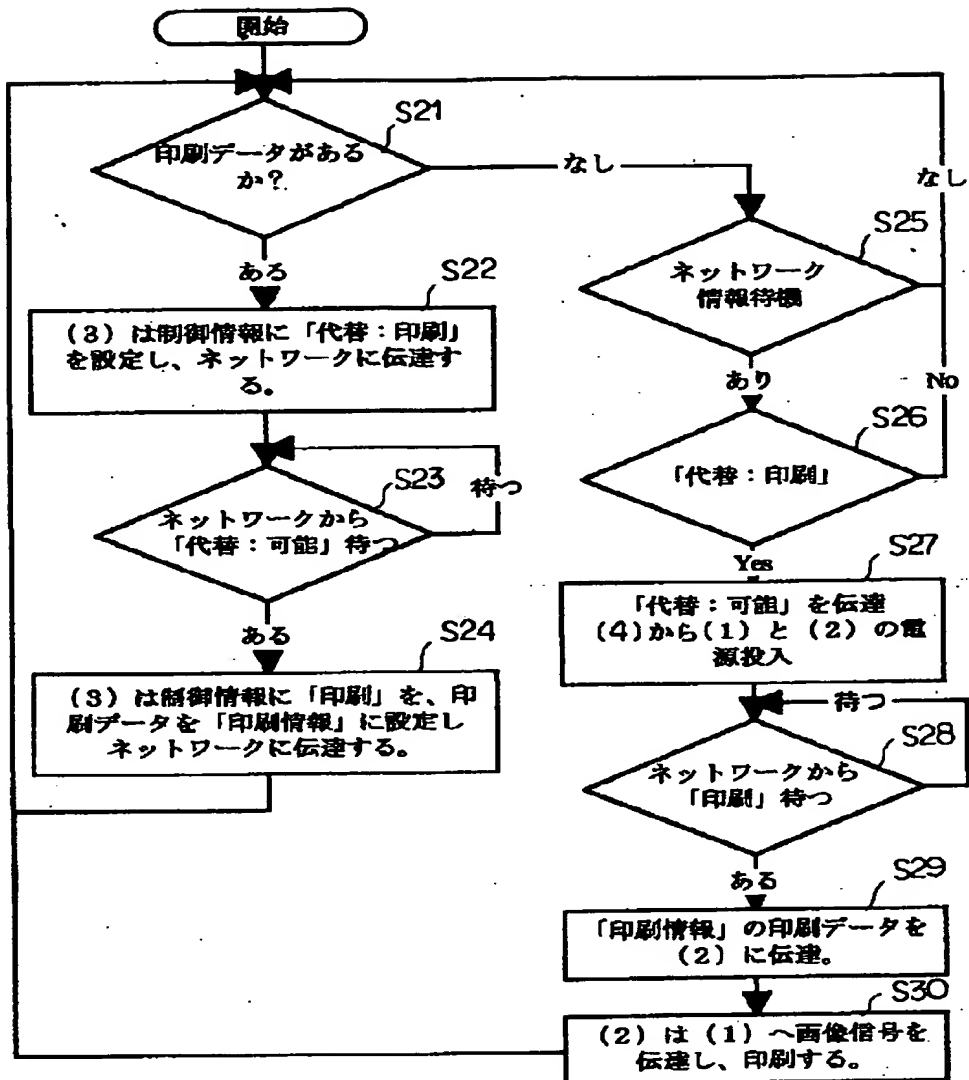 開始
S21
印刷データがある
か？
なし
なし
S25
ネットワーク
情報待機
ある
S22
(3) は制御情報に「代替：印刷」
を設定し、ネットワークに伝達す
る。
あり
No
S26
「代替：印刷」
S23
待つ
ネットワークから
「代替：可能」待つ
Yes
S27
「代替：可能」を伝達
(4)から(1) と (2) の電
源投入
ある
S24
(3) は制御情報に「印刷」を、印
刷データを「印刷情報」に設定し
ネットワークに伝達する。
待つ
S28
ネットワークから
「印刷」待つ
ある
S29
「印刷情報」の印刷データを
(2) に伝達。
S30
(2) は (1) へ画像信号を
伝達し、印刷する。